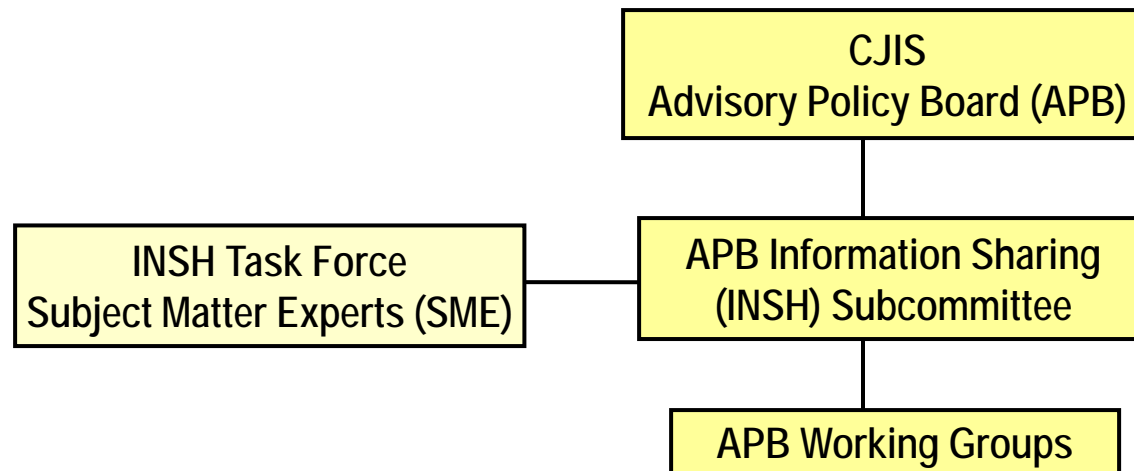 CJIS
Advisory Policy Board (APB)
INSH Task Force
Subject Matter Experts (SME)
APB Information Sharing
(INSH) Subcommittee
APB Working Groups